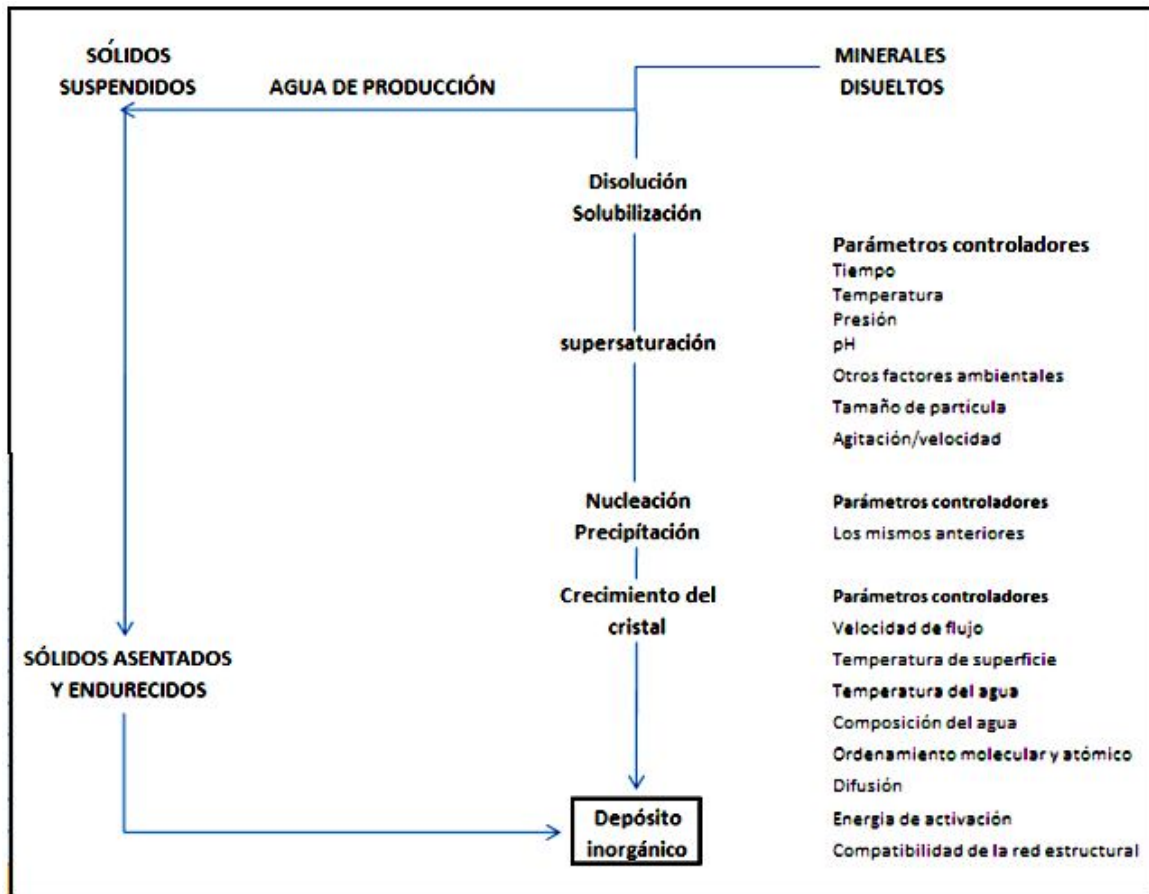 SÓLIDOS
SUSPENDIDOS
AGUA DE PRODUCCIÓN
MINERALES
DISUELTOS
Disolución
Solubilización
supersaturación
Parámetros controladores
Tiempo
Temperatura
Presión
pH
Otros factores ambientales
Tamaño de particula
Agitación/velocidad
Nucleación
Precipitación
Parámetros controladores
Los mismos anteriores
Crecimiento del
cristal
Parámetros controladores
Velocidad de flujo
Temperatura de superficie
Temperatura del agua
Composición del agua
Ordenamiento molecular y atómico
Difusión
Energia de activación
Compatibilidad de la red estructural
SÓLIDOS ASENTADOS
Y ENDURECIDOS
Depósito
inorgánico